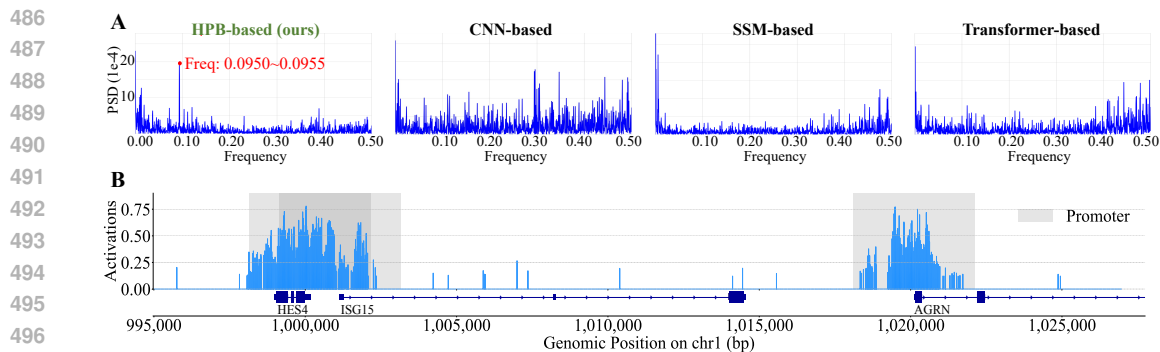 486
487
488
489
490
491
492
493
494
495
496
A
HPB-based (ours)
CNN-based
SSM-based
Transformer-based
PSD (1e-4)
20
10
Freq: 0.0950~0.0955
0.00 0.10 0.20 0.30 0.40 0.50
0.10 0.20 0.30 0.40 0.50
0.10 0.20 0.30 0.40 0.50
0.10 0.20 0.30 0.40 0.50
Frequency
Frequency
Frequency
Frequency
B
Activations
0.75
0.50
0.25
0.00
Promoter
HES4
ISG15
AGRN
995,000 1,000,000 1,005,000 1,010,000 1,015,000 1,020,000 1,025,000
Genomic Position on chr1 (bp)